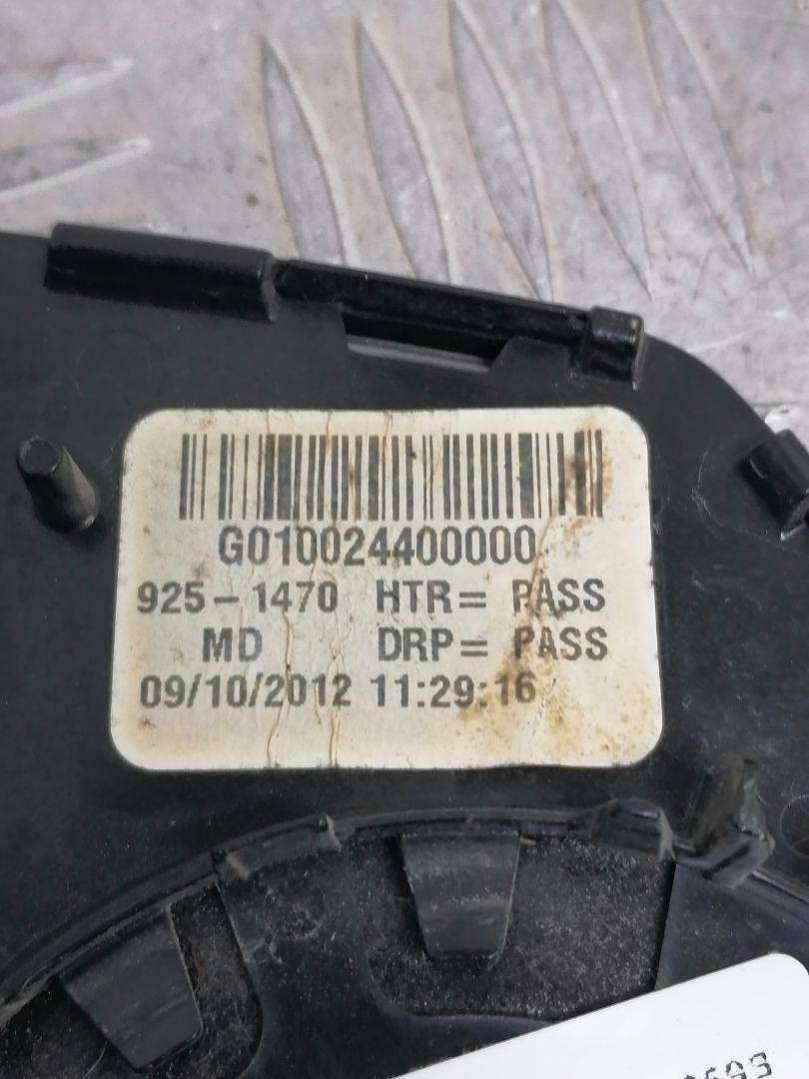 G010024400000
925-1470 HTR= PASS
MD DRP= PASS
09/10/2012 11:29:16